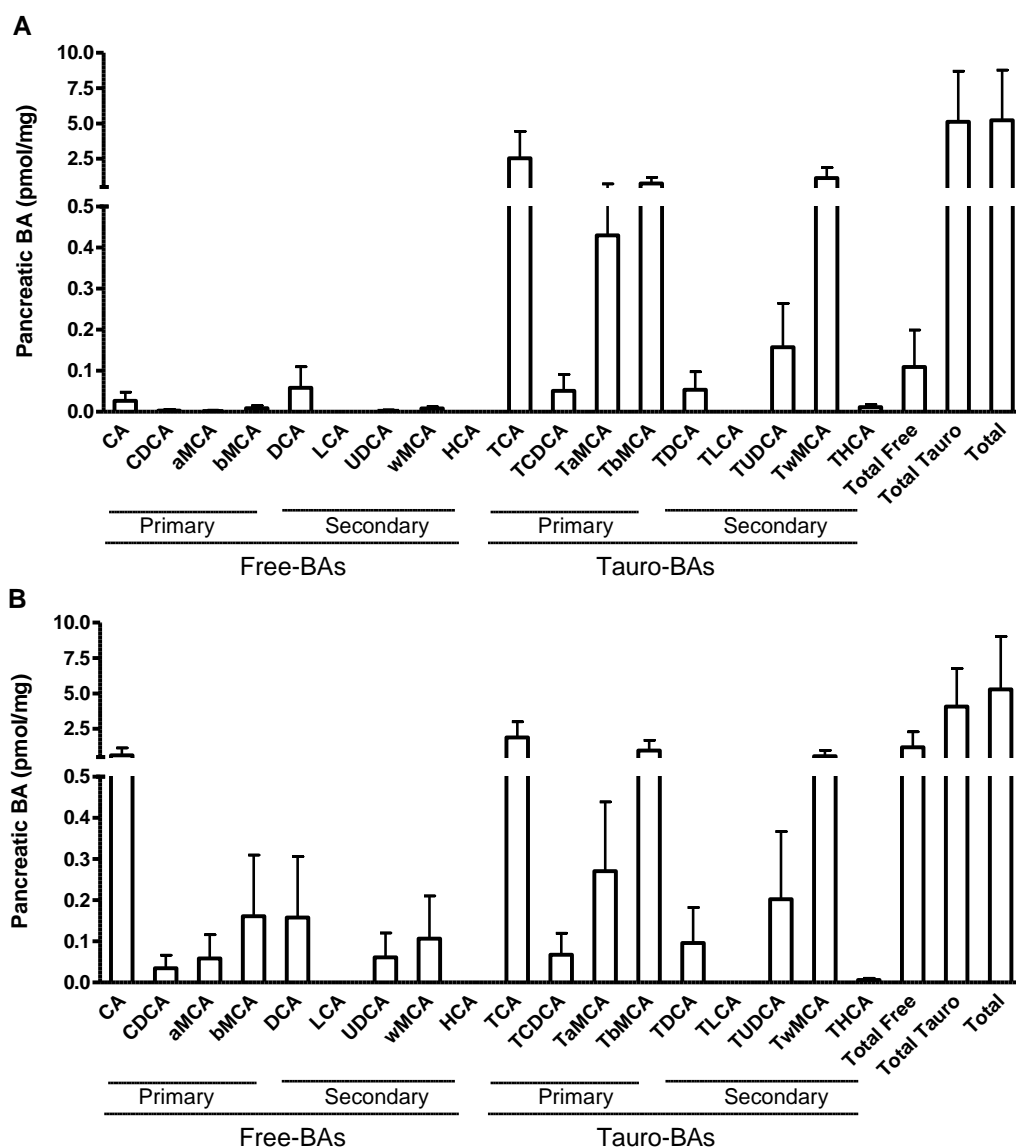 A
Pancreatic BA (pmol/mg)
10.0
7.5
5.0
2.5
0.5
0.4
0.3
0.2
0.1
0.0
CA CDCA aMCA bMCA DCA LCA UDCA wMCA HCA TCA TCDCA TaMCA TbMCA TDCA TLCA TUDCA TwMCA THCA Total Free Total Tauro Total
Primary Secondary Primary Secondary
Free-BAs Tauro-BAs
B
Pancreatic BA (pmol/mg)
10.0
7.5
5.0
2.5
0.5
0.4
0.3
0.2
0.1
0.0
CA CDCA aMCA bMCA DCA LCA UDCA wMCA HCA TCA TCDCA TaMCA TbMCA TDCA TLCA TUDCA TwMCA THCA Total Free Total Tauro Total
Primary Secondary Primary Secondary
Free-BAs Tauro-BAs